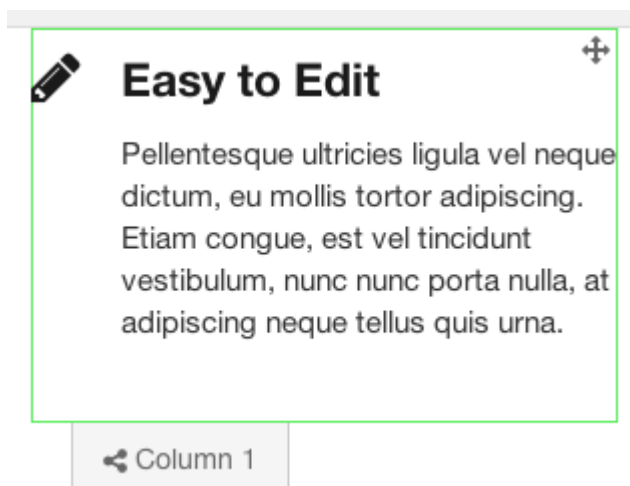 Easy to Edit
Pellentesque ultricies ligula vel neque
dictum, eu mollis tortor adipiscing.
Etiam congue, est vel tincidunt
vestibulum, nunc nunc porta nulla, at
adipiscing neque tellus quis urna.
Column 1